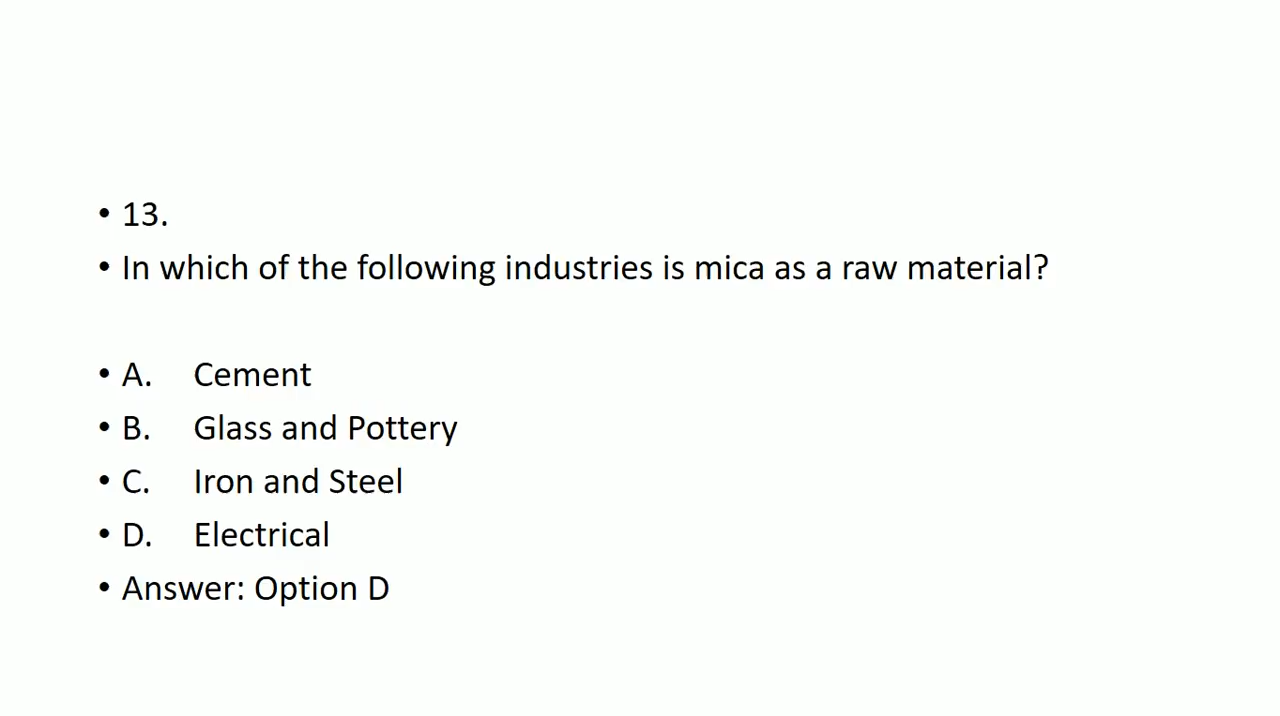 • 13.
• In which of the following industries is mica as a raw material?
• A. Cement
• B. Glass and Pottery
• C. Iron and Steel
• D. Electrical
• Answer: Option D